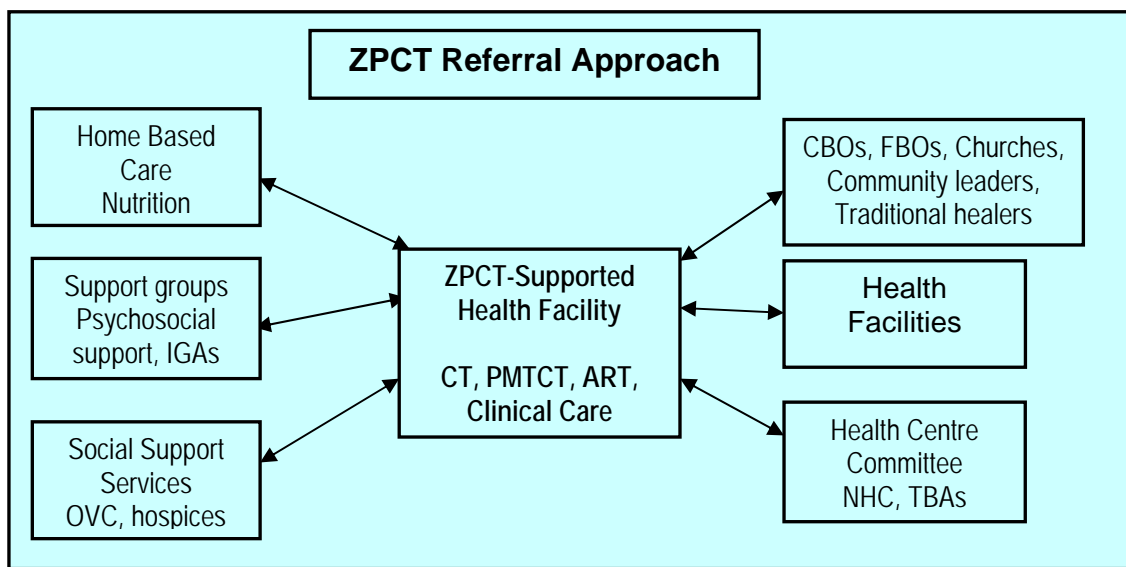 ZPCT Referral Approach
Home Based
Care
Nutrition
Support groups
Psychosocial
support, IGAs
Social Support
Services
OVC, hospices
ZPCT-Supported
Health Facility
CT, PMTCT, ART,
Clinical Care
CBOs, FBOs, Churches,
Community leaders,
Traditional healers
Health
Facilities
Health Centre
Committee
NHC, TBAs